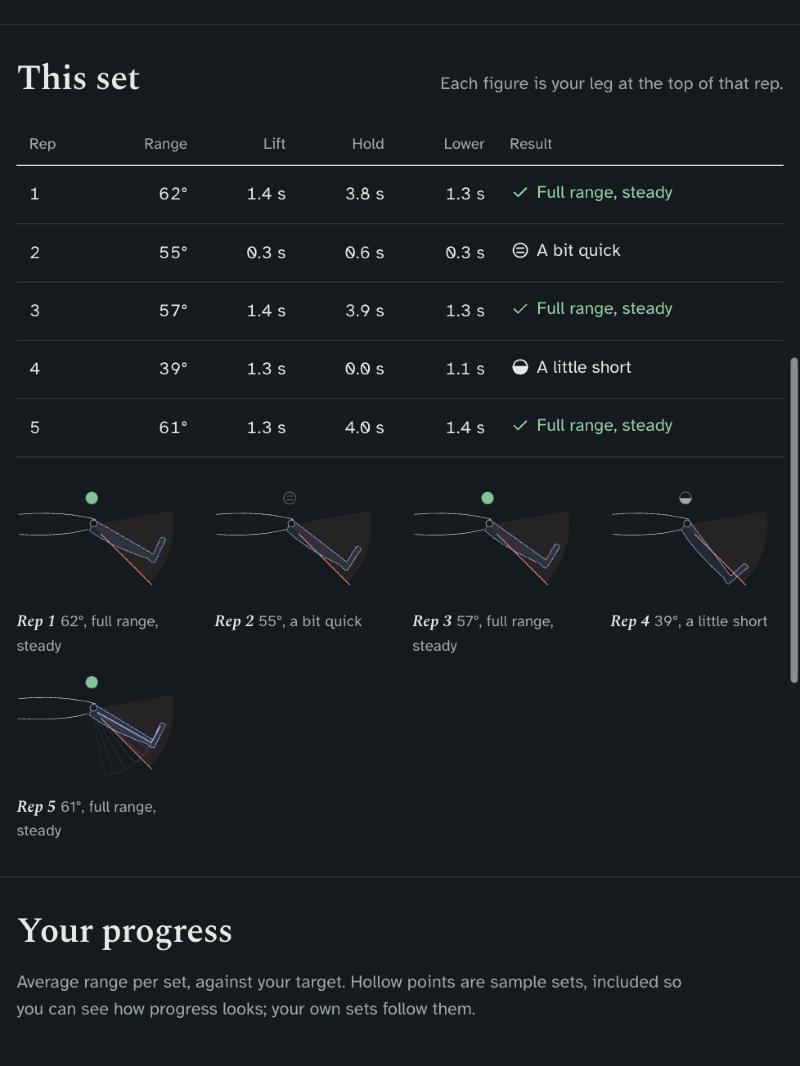 This set
Each figure is your leg at the top of that rep.
Rep Range Lift Hold Lower Result
1 62° 1.4 s 3.8 s 1.3 s Full range, steady
2 55° 0.3 s 0.6 s 0.3 s A bit quick
3 57° 1.4 s 3.9 s 1.3 s Full range, steady
4 39° 1.3 s 0.0 s 1.1 s A little short
5 61° 1.3 s 4.0 s 1.4 s Full range, steady
Rep 1 62°, full range,
steady
Rep 2 55°, a bit quick
Rep 3 57°, full range,
steady
Rep 4 39°, a little short
Rep 5 61°, full range,
steady
Your progress
Average range per set, against your target. Hollow points are sample sets, included so
you can see how progress looks; your own sets follow them.